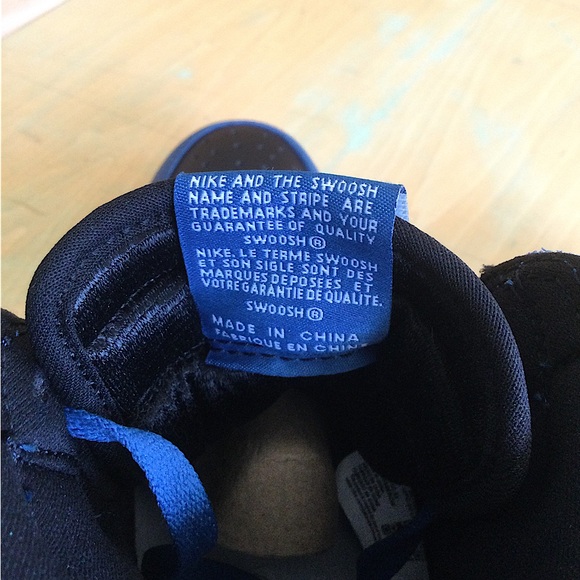 NIKE AND THE SWOOSH
NAME AND STRIPE ARE
TRADEMARKS AND YOUR
GUARANTEE OF QUALITY
SWOOSH®
NIKE, LE TERME SWOOSH
ET SON SIGLE SONT DES
MARQUES DEPOSÉES ET
VOTRE GARANTIE DE QUALITE.
SWOOSH®
MADE IN CHINA
FABRIQUE EN CHINE